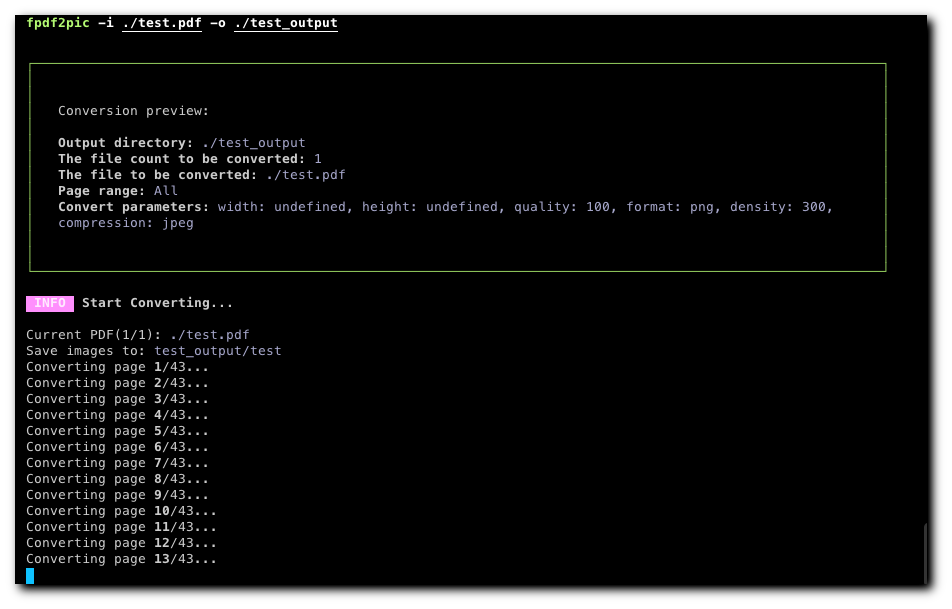 fpdf2pic -i ./test.pdf -o ./test_output
Conversion preview:
Output directory: ./test_output
The file count to be converted: 1
The file to be converted: ./test.pdf
Page range: All
Convert parameters: width: undefined, height: undefined, quality: 100, format: png, density: 300,
compression: jpeg
INFO Start Converting...
Current PDF(1/1): ./test.pdf
Save images to: test_output/test
Converting page 1/43...
Converting page 2/43...
Converting page 3/43...
Converting page 4/43...
Converting page 5/43...
Converting page 6/43...
Converting page 7/43...
Converting page 8/43...
Converting page 9/43...
Converting page 10/43...
Converting page 11/43...
Converting page 12/43...
Converting page 13/43...